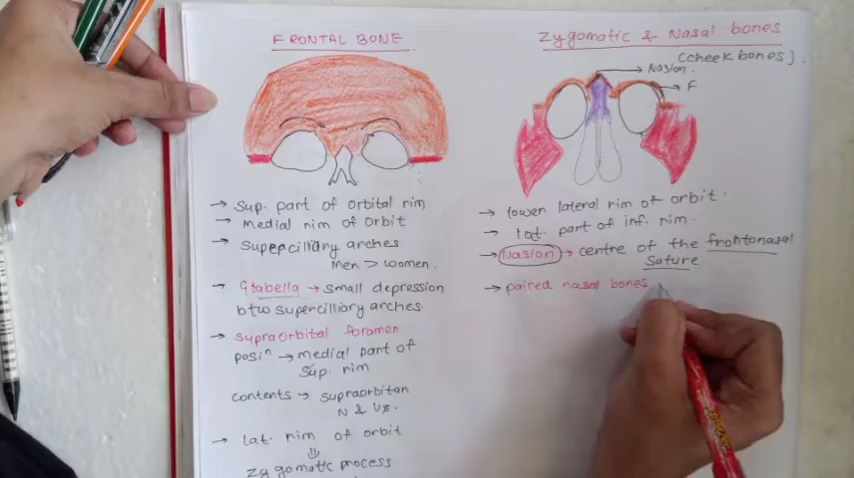 FRONTAL BONE
→ Sup. part of orbital rim
→ medial rim of orbit
→ Superciliary arches
men > women.
→ Glabella → small depression
btw supercilliary arches
→ supraorbital foramen
posiⁿ → medial part of
Sup. rim
contents → supraorbital
N & Vs.
→ lat. rim of orbit
⇓
Zygomatic process
Zygomatic & Nasal bones
(cheek bones)
Nasion
F
→ lower lateral rim of orbit.
→ lat. part of inf. rim.
→ Nasion → centre of the frontonasal
Sature
→ paired nasal bones